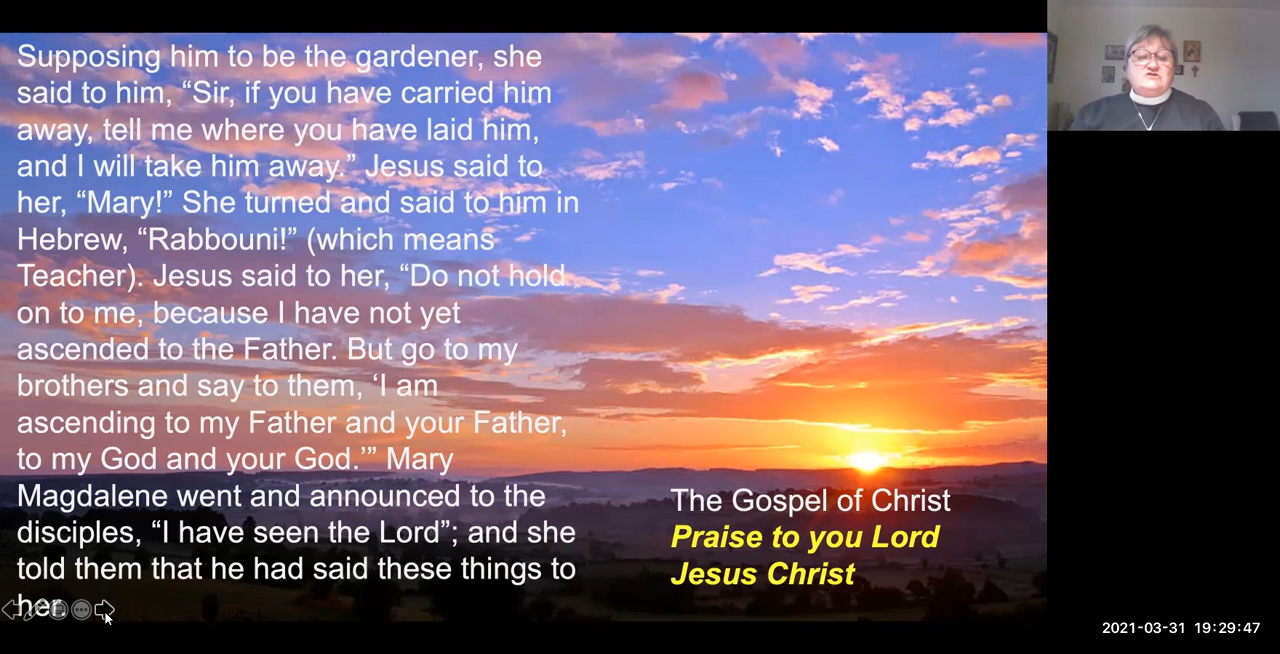 Supposing him to be the gardener, she
said to him, “Sir, if you have carried him
away, tell me where you have laid him,
and I will take him away.” Jesus said to
her, “Mary!” She turned and said to him in
Hebrew, “Rabbouni!” (which means
Teacher). Jesus said to her, “Do not hold
on to me, because I have not yet
ascended to the Father. But go to my
brothers and say to them, ‘I am
ascending to my Father and your Father,
to my God and your God.’” Mary
Magdalene went and announced to the
disciples, “I have seen the Lord”; and she
told them that he had said these things to
her.
The Gospel of Christ
Praise to you Lord
Jesus Christ
2021-03-31 19:29:47